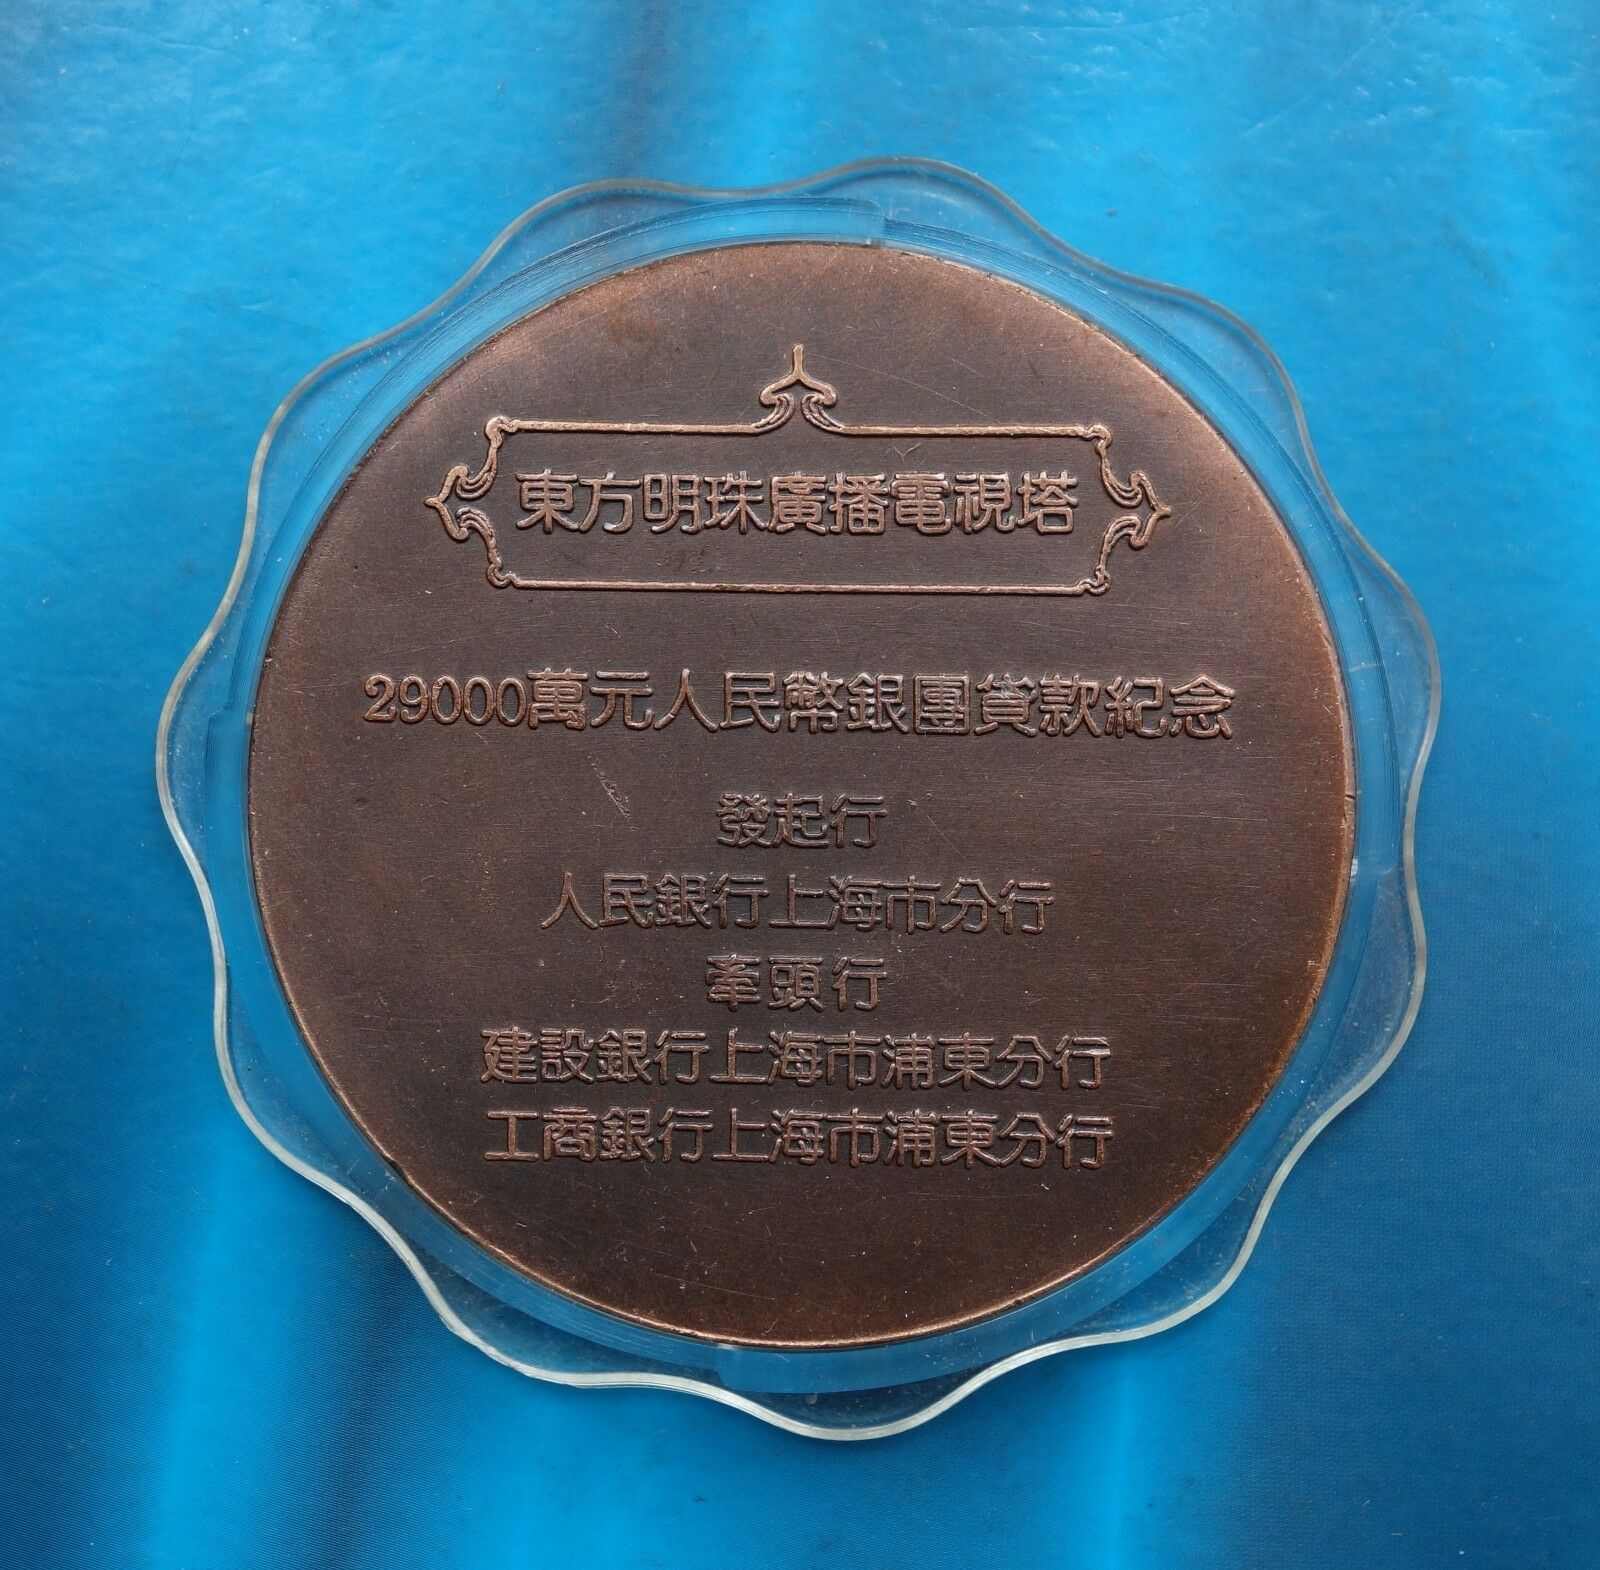 東方明珠廣播電視塔
29000萬元人民幣銀團貸款紀念
發起行
人民銀行上海市分行
牽頭行
建設銀行上海市浦東分行
工商銀行上海市浦東分行